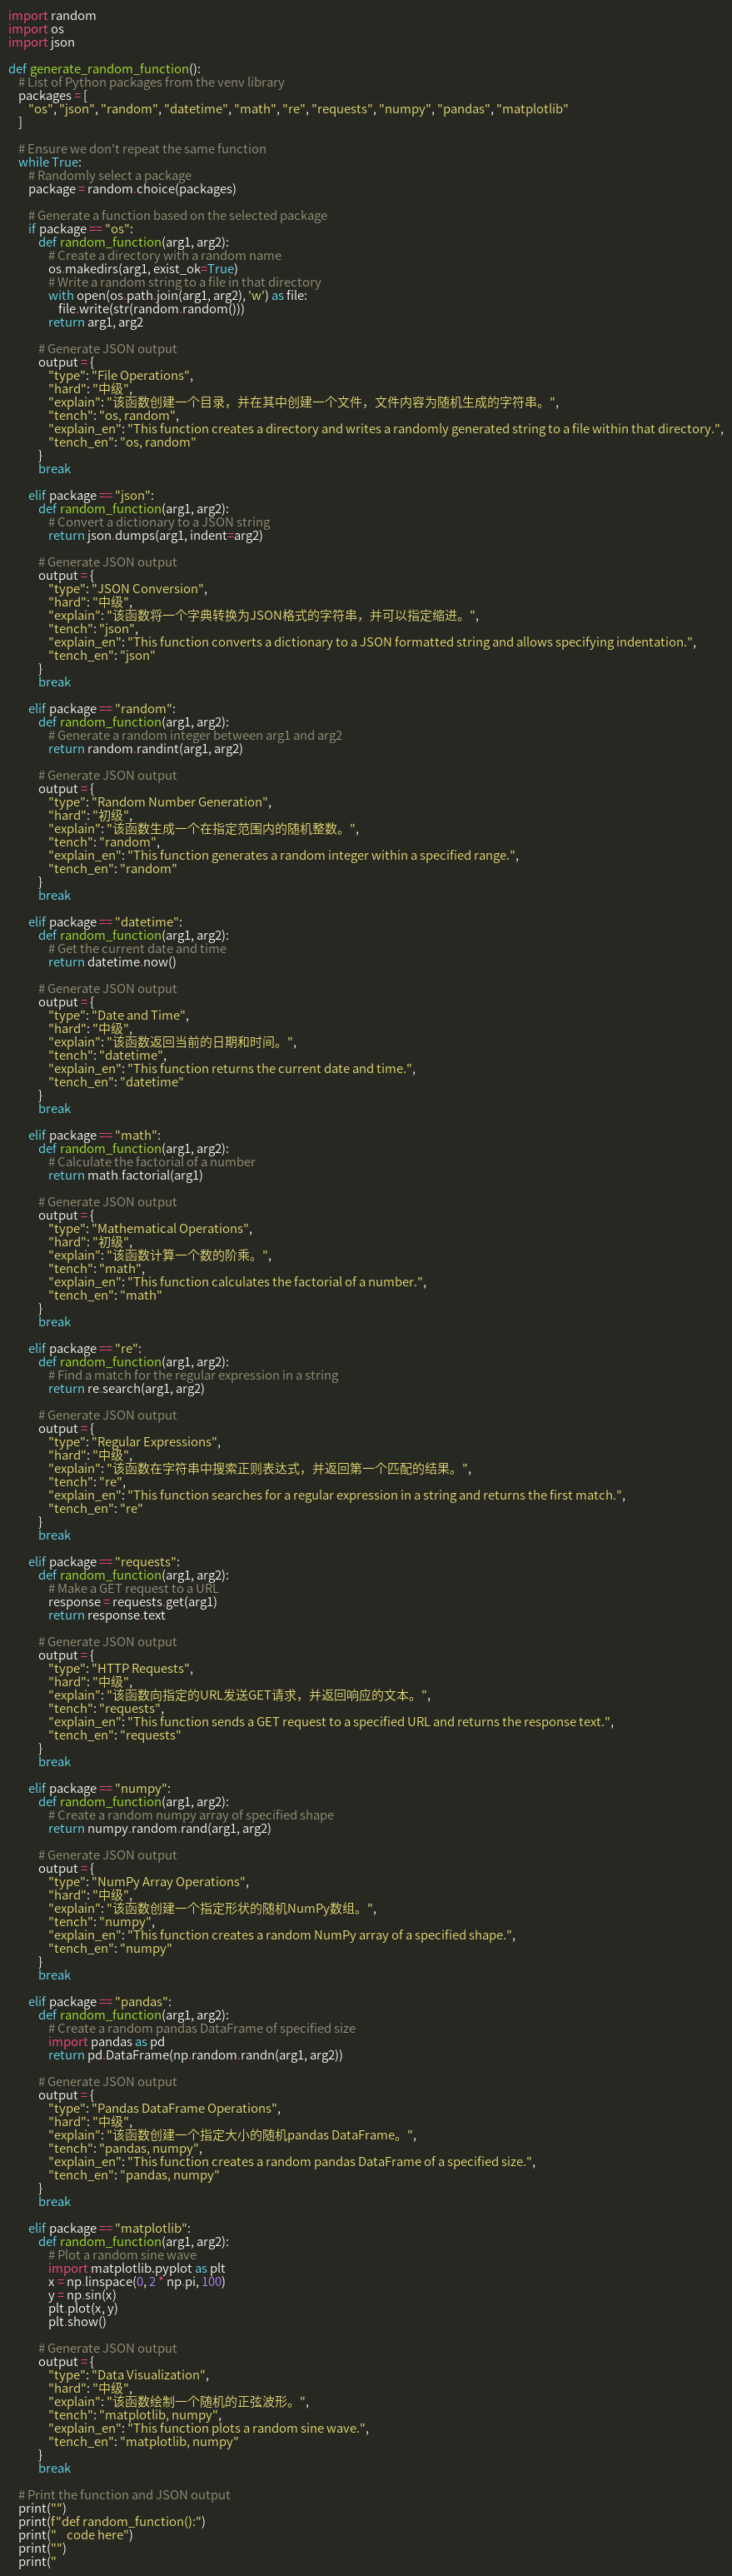 import random
import os
import json

def generate_random_function():
    # List of Python packages from the venv library
    packages = [
        "os", "json", "random", "datetime", "math", "re", "requests", "numpy", "pandas", "matplotlib"
    ]

    # Ensure we don't repeat the same function
    while True:
        # Randomly select a package
        package = random.choice(packages)

        # Generate a function based on the selected package
        if package == "os":
            def random_function(arg1, arg2):
                # Create a directory with a random name
                os.makedirs(arg1, exist_ok=True)
                # Write a random string to a file in that directory
                with open(os.path.join(arg1, arg2), 'w') as file:
                    file.write(str(random.random()))
                return arg1, arg2

            # Generate JSON output
            output = {
                "type": "File Operations",
                "hard": "中级",
                "explain": "该函数创建一个目录，并在其中创建一个文件，文件内容为随机生成的字符串。",
                "tench": "os, random",
                "explain_en": "This function creates a directory and writes a randomly generated string to a file within that directory.",
                "tench_en": "os, random"
            }
            break

        elif package == "json":
            def random_function(arg1, arg2):
                # Convert a dictionary to a JSON string
                return json.dumps(arg1, indent=arg2)

            # Generate JSON output
            output = {
                "type": "JSON Conversion",
                "hard": "中级",
                "explain": "该函数将一个字典转换为JSON格式的字符串，并可以指定缩进。",
                "tench": "json",
                "explain_en": "This function converts a dictionary to a JSON formatted string and allows specifying indentation.",
                "tench_en": "json"
            }
            break

        elif package == "random":
            def random_function(arg1, arg2):
                # Generate a random integer between arg1 and arg2
                return random.randint(arg1, arg2)

            # Generate JSON output
            output = {
                "type": "Random Number Generation",
                "hard": "初级",
                "explain": "该函数生成一个在指定范围内的随机整数。",
                "tench": "random",
                "explain_en": "This function generates a random integer within a specified range.",
                "tench_en": "random"
            }
            break

        elif package == "datetime":
            def random_function(arg1, arg2):
                # Get the current date and time
                return datetime.now()

            # Generate JSON output
            output = {
                "type": "Date and Time",
                "hard": "中级",
                "explain": "该函数返回当前的日期和时间。",
                "tench": "datetime",
                "explain_en": "This function returns the current date and time.",
                "tench_en": "datetime"
            }
            break

        elif package == "math":
            def random_function(arg1, arg2):
                # Calculate the factorial of a number
                return math.factorial(arg1)

            # Generate JSON output
            output = {
                "type": "Mathematical Operations",
                "hard": "初级",
                "explain": "该函数计算一个数的阶乘。",
                "tench": "math",
                "explain_en": "This function calculates the factorial of a number.",
                "tench_en": "math"
            }
            break

        elif package == "re":
            def random_function(arg1, arg2):
                # Find a match for the regular expression in a string
                return re.search(arg1, arg2)

            # Generate JSON output
            output = {
                "type": "Regular Expressions",
                "hard": "中级",
                "explain": "该函数在字符串中搜索正则表达式，并返回第一个匹配的结果。",
                "tench": "re",
                "explain_en": "This function searches for a regular expression in a string and returns the first match.",
                "tench_en": "re"
            }
            break

        elif package == "requests":
            def random_function(arg1, arg2):
                # Make a GET request to a URL
                response = requests.get(arg1)
                return response.text

            # Generate JSON output
            output = {
                "type": "HTTP Requests",
                "hard": "中级",
                "explain": "该函数向指定的URL发送GET请求，并返回响应的文本。",
                "tench": "requests",
                "explain_en": "This function sends a GET request to a specified URL and returns the response text.",
                "tench_en": "requests"
            }
            break

        elif package == "numpy":
            def random_function(arg1, arg2):
                # Create a random numpy array of specified shape
                return numpy.random.rand(arg1, arg2)

            # Generate JSON output
            output = {
                "type": "NumPy Array Operations",
                "hard": "中级",
                "explain": "该函数创建一个指定形状的随机NumPy数组。",
                "tench": "numpy",
                "explain_en": "This function creates a random NumPy array of a specified shape.",
                "tench_en": "numpy"
            }
            break

        elif package == "pandas":
            def random_function(arg1, arg2):
                # Create a random pandas DataFrame of specified size
                import pandas as pd
                return pd.DataFrame(np.random.randn(arg1, arg2))

            # Generate JSON output
            output = {
                "type": "Pandas DataFrame Operations",
                "hard": "中级",
                "explain": "该函数创建一个指定大小的随机pandas DataFrame。",
                "tench": "pandas, numpy",
                "explain_en": "This function creates a random pandas DataFrame of a specified size.",
                "tench_en": "pandas, numpy"
            }
            break

        elif package == "matplotlib":
            def random_function(arg1, arg2):
                # Plot a random sine wave
                import matplotlib.pyplot as plt
                x = np.linspace(0, 2 * np.pi, 100)
                y = np.sin(x)
                plt.plot(x, y)
                plt.show()

            # Generate JSON output
            output = {
                "type": "Data Visualization",
                "hard": "中级",
                "explain": "该函数绘制一个随机的正弦波形。",
                "tench": "matplotlib, numpy",
                "explain_en": "This function plots a random sine wave.",
                "tench_en": "matplotlib, numpy"
            }
            break

    # Print the function and JSON output
    print("")
    print(f"def random_function():")
    print("    code here")
    print("")
    print("